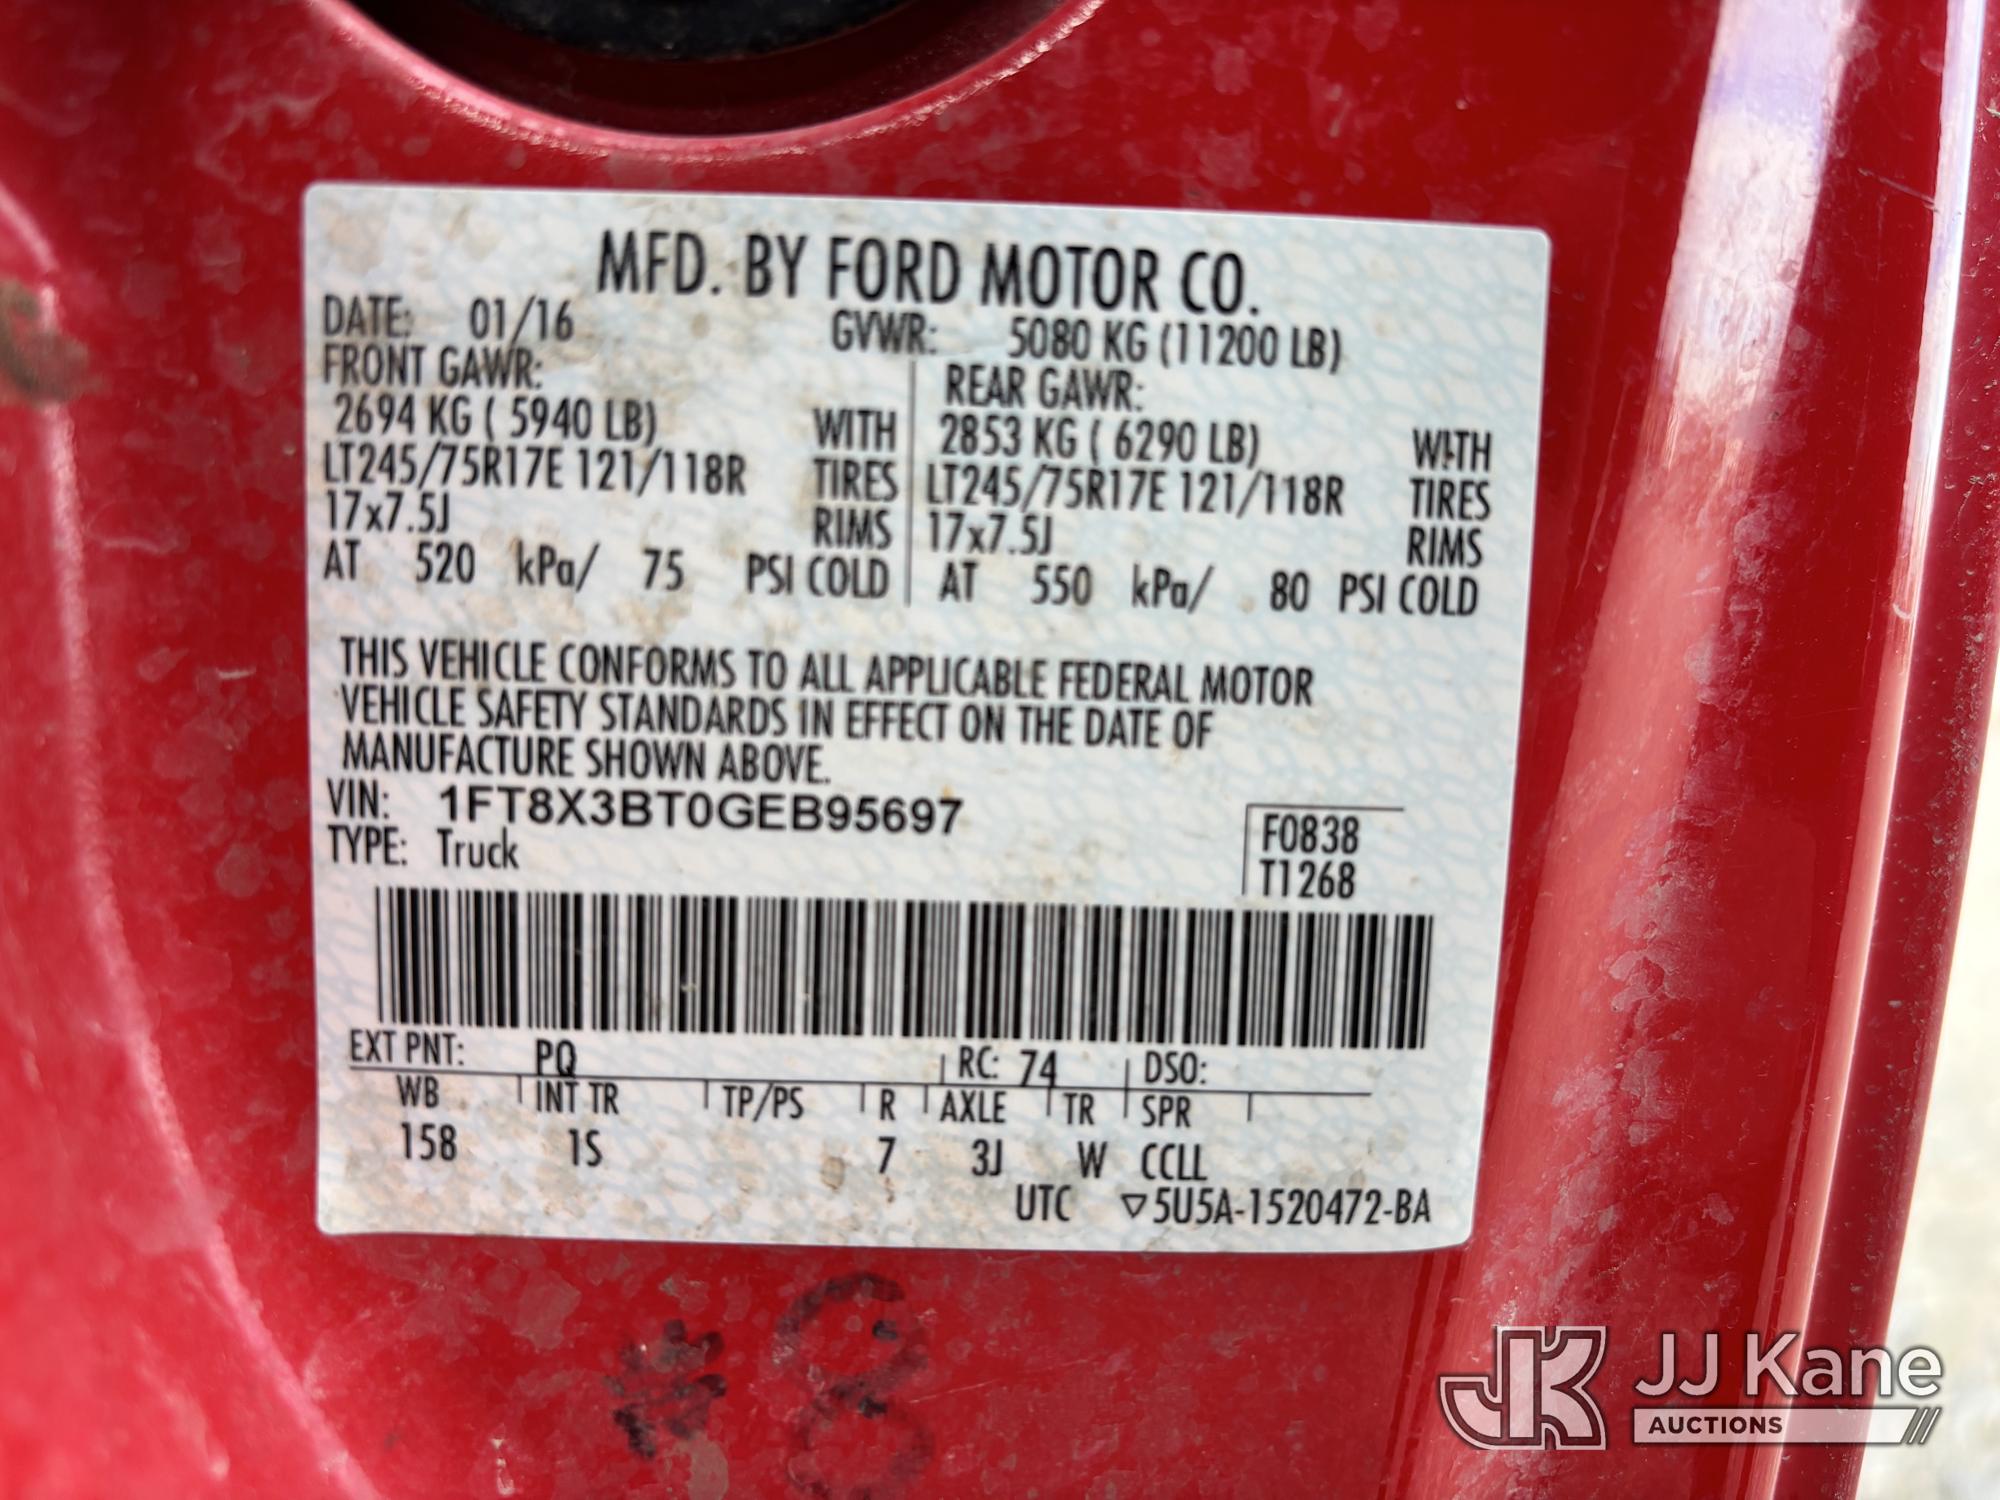 MFD. BY FORD MOTOR CO.
DATE: 01/16 GVWR: 5080 KG (11200 LB)
FRONT GAWR: REAR GAWR:
2694 KG ( 5940 LB) WITH 2853 KG ( 6290 LB) WITH
LT245/75R17E 121/118R TIRES LT245/75R17E 121/118R TIRES
17x7.5J RIMS 17x7.5J RIMS
AT 520 kPa/ 75 PSI COLD AT 550 kPa/ 80 PSI COLD
THIS VEHICLE CONFORMS TO ALL APPLICABLE FEDERAL MOTOR
VEHICLE SAFETY STANDARDS IN EFFECT ON THE DATE OF
MANUFACTURE SHOWN ABOVE.
VIN: 1FT8X3BT0GEB95697
TYPE: Truck
F0838
T1268
EXT PNT: PQ RC: 74 DSO:
WB INT TR TP/PS R AXLE TR SPR
158 1S 7 3J W CCLL
UTC ▽5U5A-1520472-BA
#8
JK JJ Kane
AUCTIONS